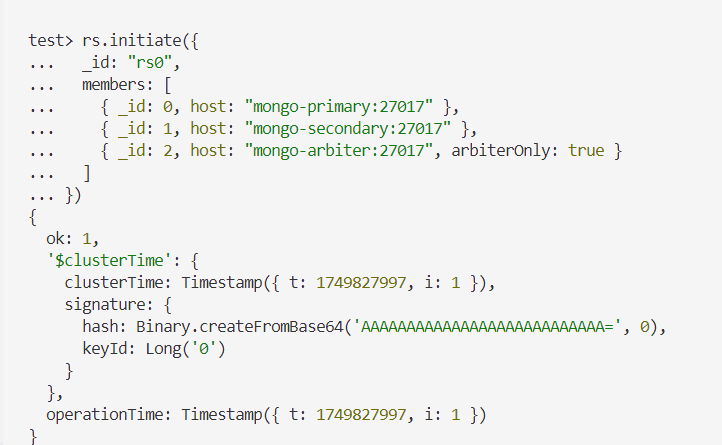 test> rs.initiate({
...   _id: "rs0",
...   members: [
...     { _id: 0, host: "mongo-primary:27017" },
...     { _id: 1, host: "mongo-secondary:27017" },
...     { _id: 2, host: "mongo-arbiter:27017", arbiterOnly: true }
...   ]
... })
{
  ok: 1,
  '$clusterTime': {
    clusterTime: Timestamp({ t: 1749827997, i: 1 }),
    signature: {
      hash: Binary.createFromBase64('AAAAAAAAAAAAAAAAAAAAAAAAAAA=', 0),
      keyId: Long('0')
    }
  },
  operationTime: Timestamp({ t: 1749827997, i: 1 })
}